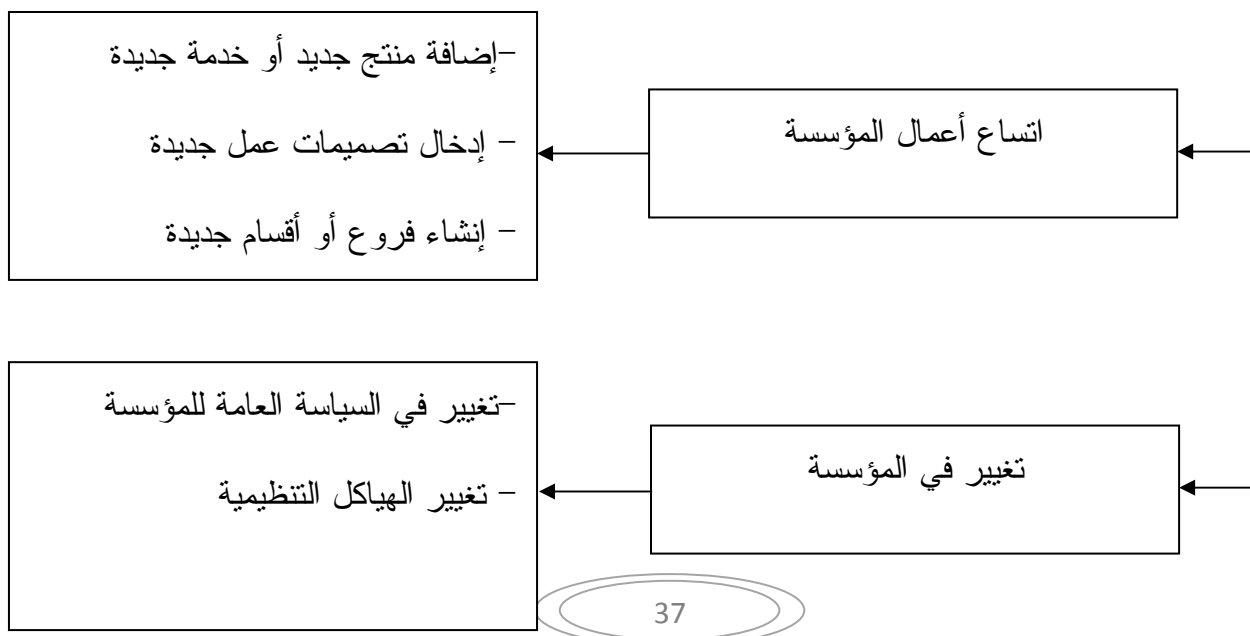 اتساع أعمال المؤسسة
-إضافة منتج جديد أو خدمة جديدة
- إدخال تصميمات عمل جديدة
- إنشاء فروع أو أقسام جديدة
تغيير في المؤسسة
-تغيير في السياسة العامة للمؤسسة
- تغيير الهياكل التنظيمية
37